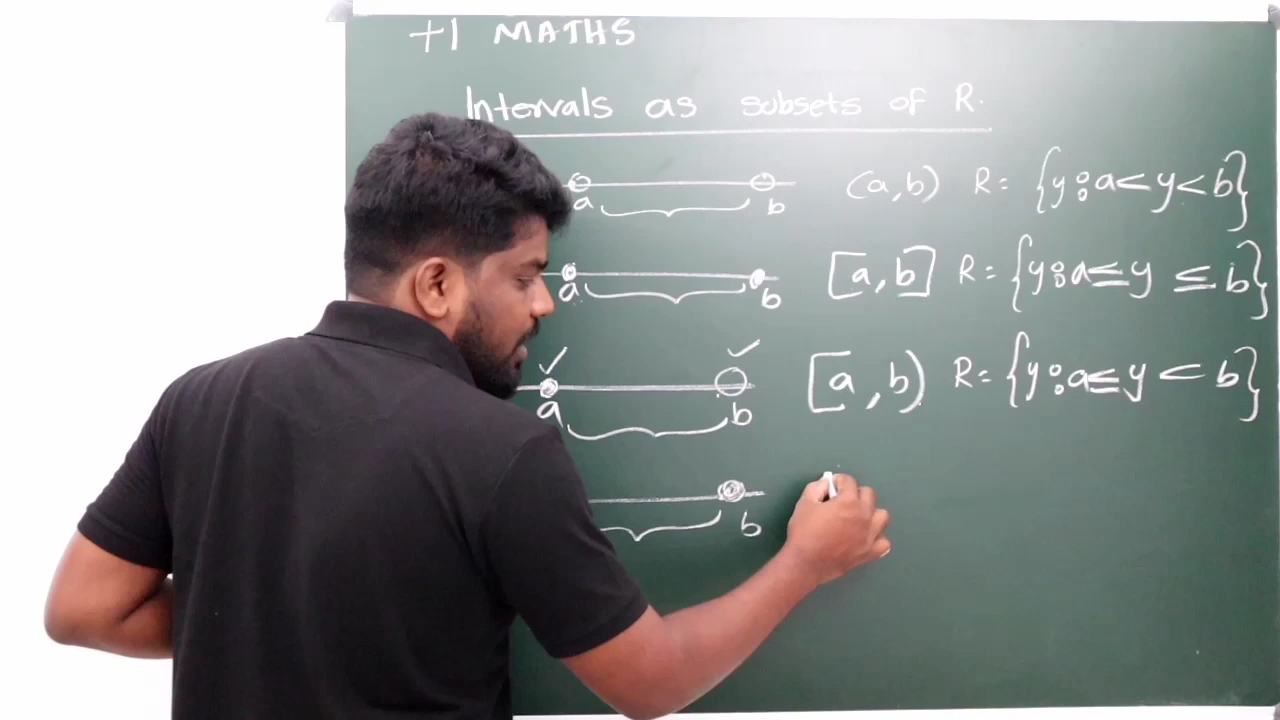 +1 MATHS
Intervals as subsets of R.
a b (a,b) R = {y : a < y < b}
a b [a,b] R = {y : a ≤ y ≤ b}
a b [a,b) R = {y : a ≤ y < b}
b